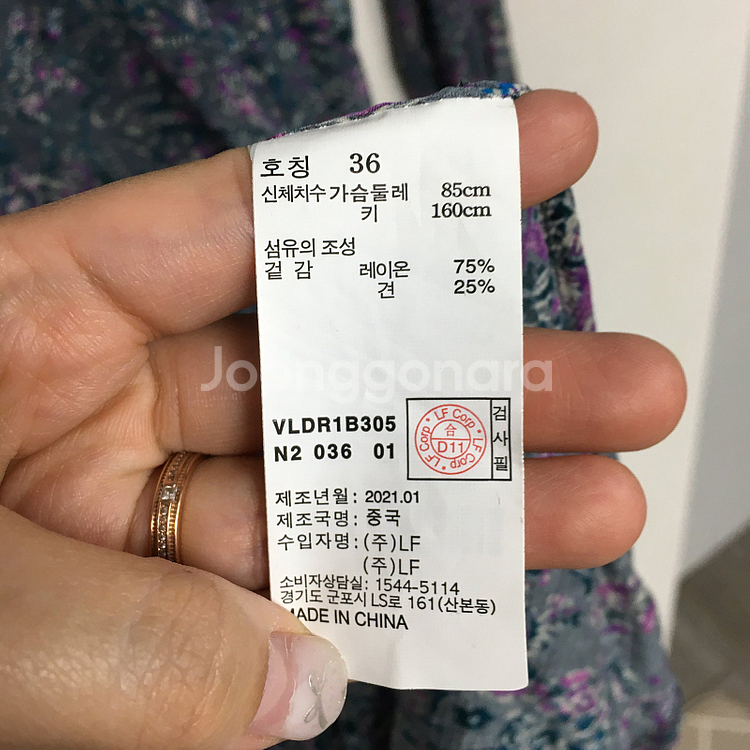 호칭 36
신체치수 가슴둘레 85cm
키 160cm
섬유의 조성
겉 감 레이온 75%
견 25%
Joonggonara
VLDR1B305
N2 036 01
LF Corp * LF Corp * LF Corp *
合
D11
검사필
제조년월: 2021.01
제조국명: 중국
수입자명: (주)LF
(주)LF
소비자상담실: 1544-5114
경기도 군포시 LS로 161(산본동)
MADE IN CHINA